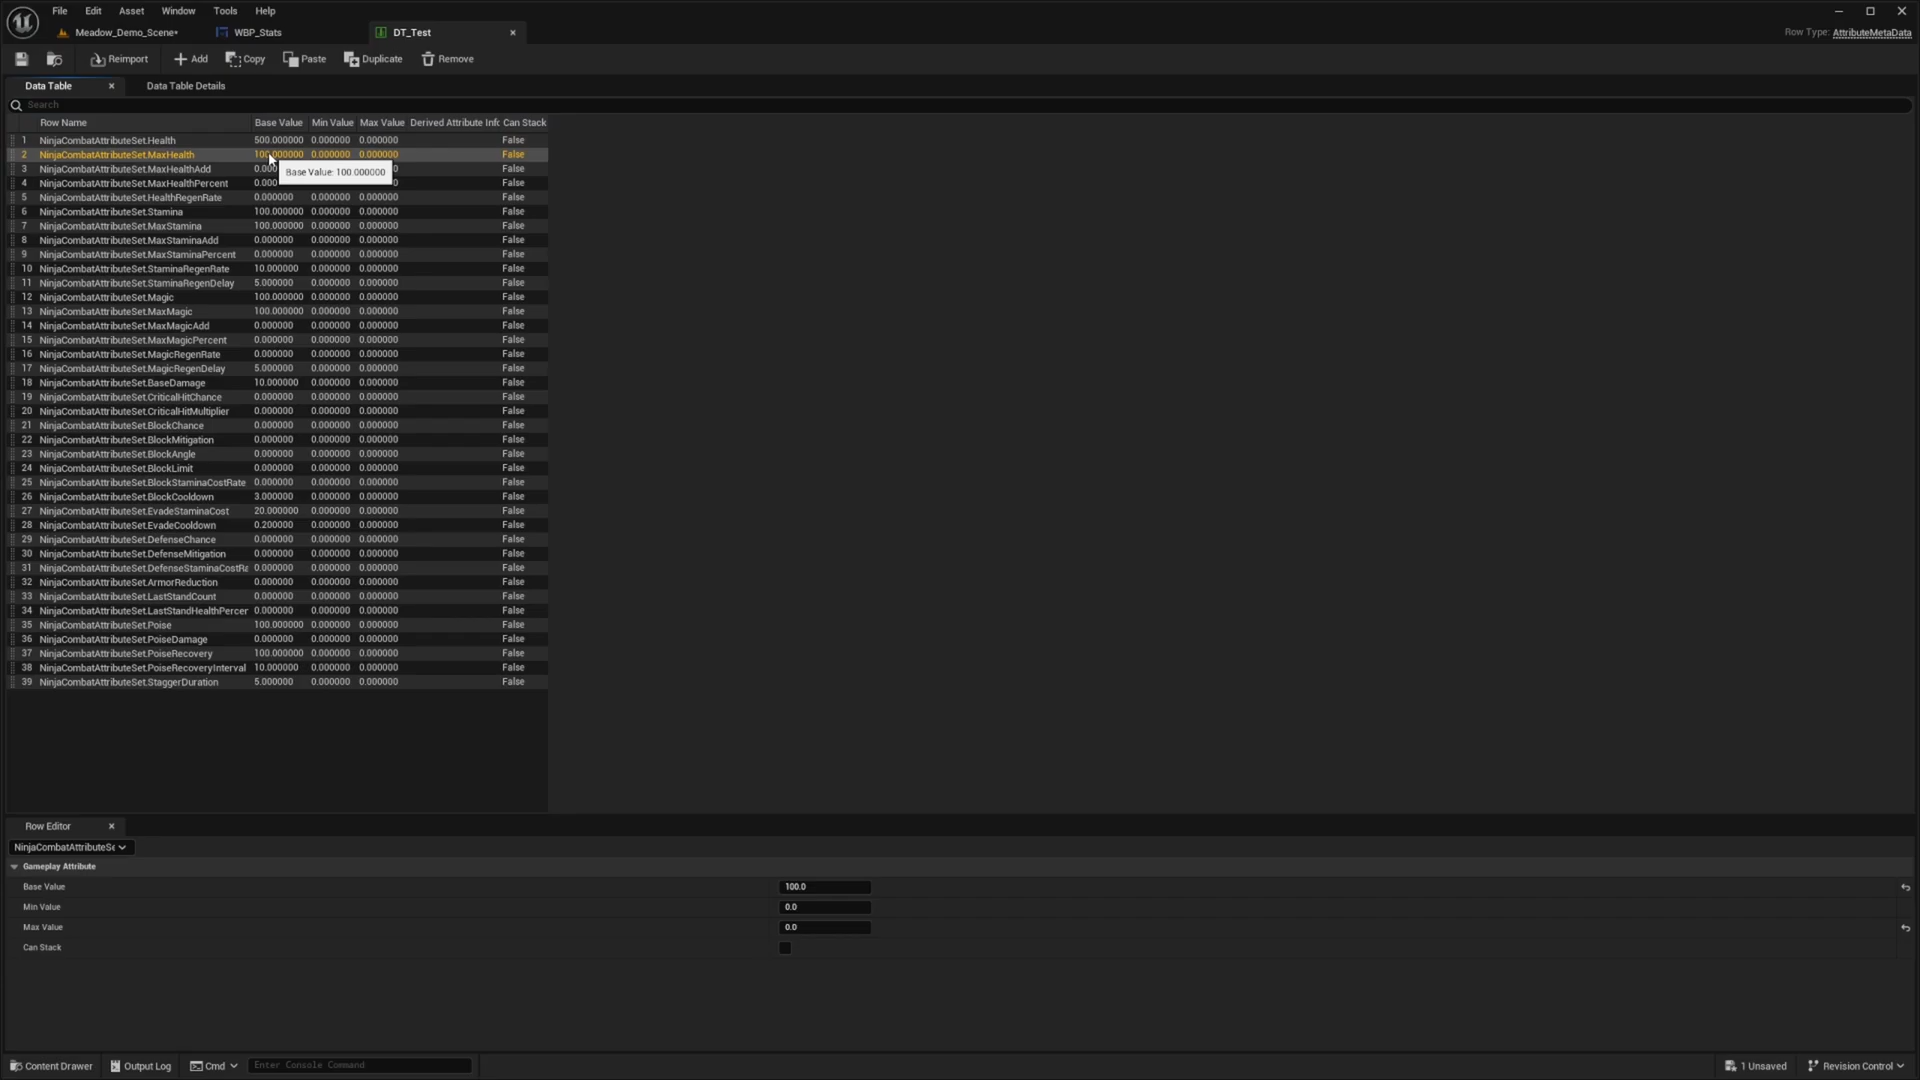 File Edit Asset Window Tools Help
Meadow_Demo_Scene* WBP_Stats DT_Test
Row Type: AttributeMetaData
Reimport Add Copy Paste Duplicate Remove
Data Table Data Table Details
Search
Row Name Base Value Min Value Max Value Derived Attribute Info Can Stack
1 NinjaCombatAttributeSet.Health 500.000000 0.000000 0.000000 False
2 NinjaCombatAttributeSet.MaxHealth 100.000000 0.000000 0.000000 False
3 NinjaCombatAttributeSet.MaxHealthAdd 0.000 0 False
Base Value: 100.000000
4 NinjaCombatAttributeSet.MaxHealthPercent 0.000 0 False
5 NinjaCombatAttributeSet.HealthRegenRate 0.000000 0.000000 0.000000 False
6 NinjaCombatAttributeSet.Stamina 100.000000 0.000000 0.000000 False
7 NinjaCombatAttributeSet.MaxStamina 100.000000 0.000000 0.000000 False
8 NinjaCombatAttributeSet.MaxStaminaAdd 0.000000 0.000000 0.000000 False
9 NinjaCombatAttributeSet.MaxStaminaPercent 0.000000 0.000000 0.000000 False
10 NinjaCombatAttributeSet.StaminaRegenRate 10.000000 0.000000 0.000000 False
11 NinjaCombatAttributeSet.StaminaRegenDelay 5.000000 0.000000 0.000000 False
12 NinjaCombatAttributeSet.Magic 100.000000 0.000000 0.000000 False
13 NinjaCombatAttributeSet.MaxMagic 100.000000 0.000000 0.000000 False
14 NinjaCombatAttributeSet.MaxMagicAdd 0.000000 0.000000 0.000000 False
15 NinjaCombatAttributeSet.MaxMagicPercent 0.000000 0.000000 0.000000 False
16 NinjaCombatAttributeSet.MagicRegenRate 0.000000 0.000000 0.000000 False
17 NinjaCombatAttributeSet.MagicRegenDelay 5.000000 0.000000 0.000000 False
18 NinjaCombatAttributeSet.BaseDamage 10.000000 0.000000 0.000000 False
19 NinjaCombatAttributeSet.CriticalHitChance 0.000000 0.000000 0.000000 False
20 NinjaCombatAttributeSet.CriticalHitMultiplier 0.000000 0.000000 0.000000 False
21 NinjaCombatAttributeSet.BlockChance 0.000000 0.000000 0.000000 False
22 NinjaCombatAttributeSet.BlockMitigation 0.000000 0.000000 0.000000 False
23 NinjaCombatAttributeSet.BlockAngle 0.000000 0.000000 0.000000 False
24 NinjaCombatAttributeSet.BlockLimit 0.000000 0.000000 0.000000 False
25 NinjaCombatAttributeSet.BlockStaminaCostRate 0.000000 0.000000 0.000000 False
26 NinjaCombatAttributeSet.BlockCooldown 3.000000 0.000000 0.000000 False
27 NinjaCombatAttributeSet.EvadeStaminaCost 20.000000 0.000000 0.000000 False
28 NinjaCombatAttributeSet.EvadeCooldown 0.200000 0.000000 0.000000 False
29 NinjaCombatAttributeSet.DefenseChance 0.000000 0.000000 0.000000 False
30 NinjaCombatAttributeSet.DefenseMitigation 0.000000 0.000000 0.000000 False
31 NinjaCombatAttributeSet.DefenseStaminaCostRa 0.000000 0.000000 0.000000 False
32 NinjaCombatAttributeSet.ArmorReduction 0.000000 0.000000 0.000000 False
33 NinjaCombatAttributeSet.LastStandCount 0.000000 0.000000 0.000000 False
34 NinjaCombatAttributeSet.LastStandHealthPercer 0.000000 0.000000 0.000000 False
35 NinjaCombatAttributeSet.Poise 100.000000 0.000000 0.000000 False
36 NinjaCombatAttributeSet.PoiseDamage 0.000000 0.000000 0.000000 False
37 NinjaCombatAttributeSet.PoiseRecovery 100.000000 0.000000 0.000000 False
38 NinjaCombatAttributeSet.PoiseRecoveryInterval 10.000000 0.000000 0.000000 False
39 NinjaCombatAttributeSet.StaggerDuration 5.000000 0.000000 0.000000 False
Row Editor
NinjaCombatAttributeSe
Gameplay Attribute
Base Value 100.0
Min Value 0.0
Max Value 0.0
Can Stack
Content Drawer Output Log Cmd Enter Console Command 1 Unsaved Revision Control